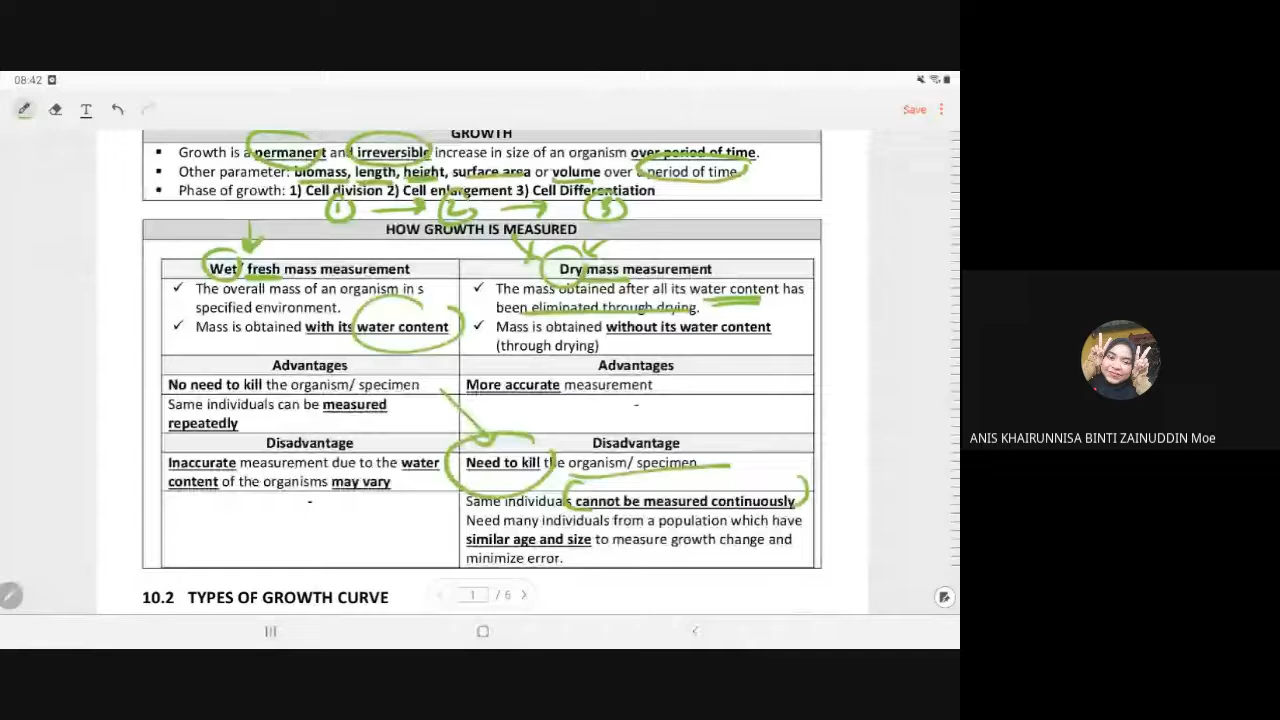 08:42
T
Save
GROWTH
▪ Growth is a permanent and irreversible increase in size of an organism over period of time.
▪ Other parameter: biomass, length, height, surface area or volume over a period of time.
▪ Phase of growth: 1) Cell division 2) Cell enlargement 3) Cell Differentiation
1 → 2 → 3
HOW GROWTH IS MEASURED
Wet/ fresh mass measurement
✓ The overall mass of an organism in s
specified environment.
✓ Mass is obtained with its water content
Dry mass measurement
✓ The mass obtained after all its water content has
been eliminated through drying.
✓ Mass is obtained without its water content
(through drying)
Advantages
Advantages
No need to kill the organism/ specimen
More accurate measurement
Same individuals can be measured
repeatedly
-
Disadvantage
Disadvantage
Inaccurate measurement due to the water
content of the organisms may vary
Need to kill the organism/ specimen
-
Same individuals cannot be measured continuously
Need many individuals from a population which have
similar age and size to measure growth change and
minimize error.
10.2 TYPES OF GROWTH CURVE
1 / 6
ANIS KHAIRUNNISA BINTI ZAINUDDIN Moe